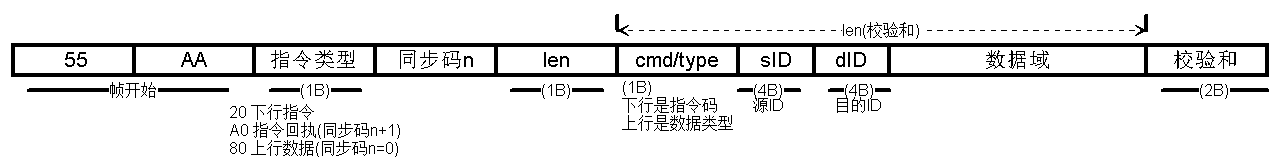 len(校验和)
55 AA 指令类型 同步码n len cmd/type sID dID 数据域 校验和
帧开始 (1B) (1B) (1B) (4B) (4B) (2B)
源ID 目的ID
20 下行指令
A0 指令回执(同步码n+1)
80 上行数据(同步码n=0)
下行是指令码
上行是数据类型